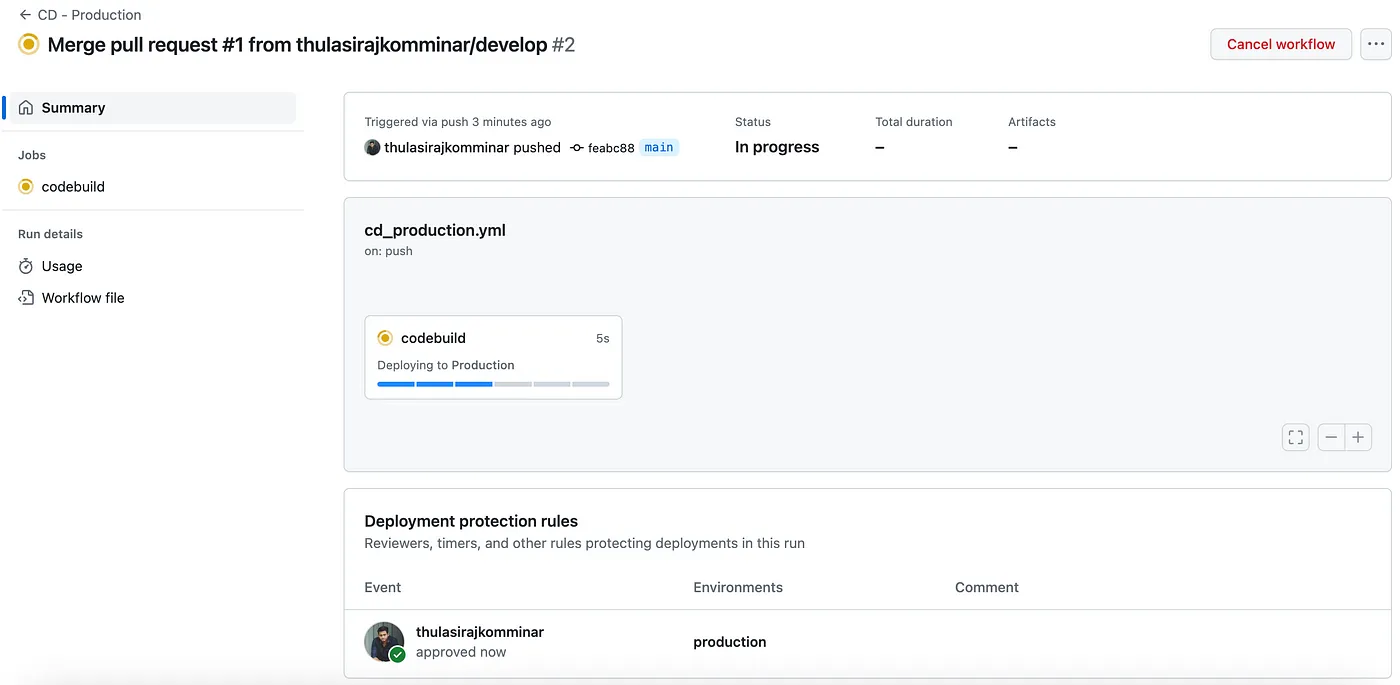 ← CD - Production
Merge pull request #1 from thulasirajkomminar/develop #2
Cancel workflow
Summary
Jobs
codebuild
Run details
Usage
Workflow file
Triggered via push 3 minutes ago
thulasirajkomminar pushed feabc88 main
Status
In progress
Total duration
–
Artifacts
–
cd_production.yml
on: push
codebuild 5s
Deploying to Production
Deployment protection rules
Reviewers, timers, and other rules protecting deployments in this run
Event Environments Comment
thulasirajkomminar
approved now
production